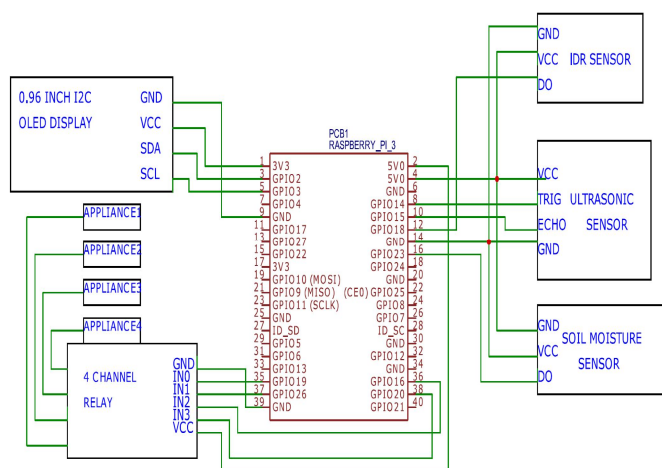 0.96 INCH I2C
OLED DISPLAY
GND
VCC
SDA
SCL
APPLIANCE1
APPLIANCE2
APPLIANCE3
APPLIANCE4
4 CHANNEL
RELAY
GND
IN0
IN1
IN2
IN3
VCC
PCB1
RASPBERRY_PI_3
1 3V3 5V0 2
3 GPIO2 5V0 4
5 GPIO3 GND 6
7 GPIO4 GPIO14 8
9 GND GPIO15 10
11 GPIO17 GPIO18 12
13 GPIO27 GND 14
15 GPIO22 GPIO23 16
17 3V3 GPIO24 18
19 GPIO10 (MOSI) GND 20
21 GPIO9 (MISO) (CE0) GPIO25 22
23 GPIO11 (SCLK) GPIO8 24
25 GND GPIO7 26
27 ID_SD ID_SC 28
29 GPIO5 GND 30
31 GPIO6 GPIO12 32
33 GPIO13 GND 34
35 GPIO19 GPIO16 36
37 GPIO26 GPIO20 38
39 GND GPIO21 40
GND
VCC IDR SENSOR
DO
VCC
TRIG ULTRASONIC
ECHO SENSOR
GND
GND
SOIL MOISTURE
VCC
SENSOR
DO